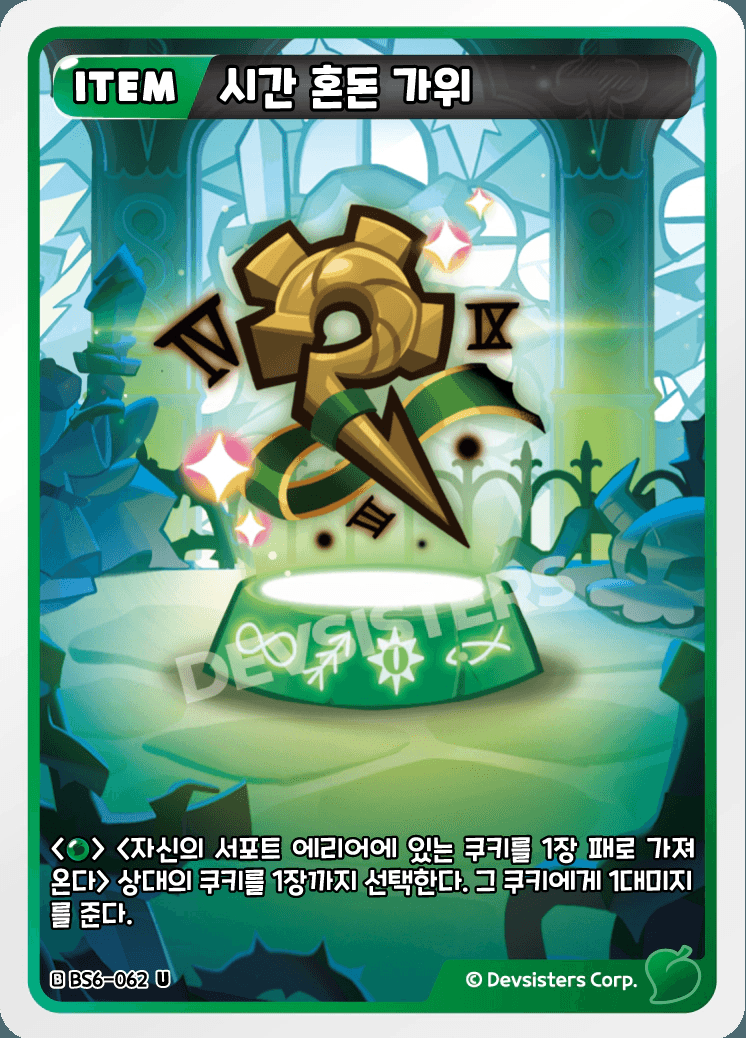 ITEM 시간 혼돈 가위
IV
IX
III
DEVSISTERS
< > <자신의 서포트 에리어에 있는 쿠키를 1장 패로 가져
온다> 상대의 쿠키를 1장까지 선택한다. 그 쿠키에게 1대미지
를 준다.
B BS6-062 U
© Devsisters Corp.